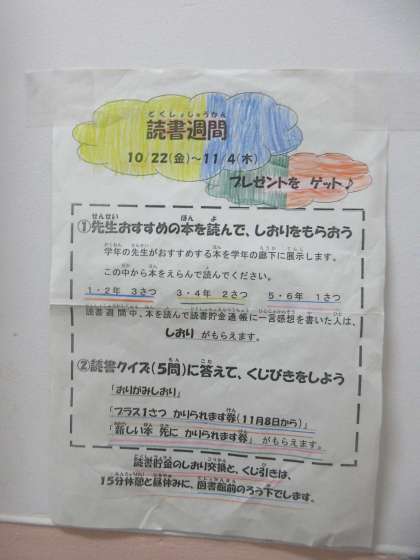 読書週間
10/22(金)～11/4(木)
プレゼントを ゲット♪
①先生おすすめの本を読んで、しおりをもらおう
学年の先生がおすすめする本を学年の廊下に展示します。
この中から本をえらんで読んでください。
1・2年 3さつ 3・4年 2さつ 5・6年 1さつ
読書週間中、本を読んで読書貯金通帳に一言感想を書いた人は、
しおり がもらえます。
②読書クイズ(5問)に答えて、くじびきをしよう
「おりがみしおり」
「プラス1さつ かりられます券(11月8日から)」
「新しい本 先に かりられます券」 がもらえます。
読書貯金のしおり交換と、くじ引きは、
15分休憩と昼休みに、図書館前のろう下でします。